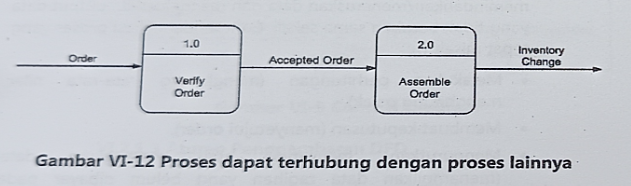 1.0
2.0
Order
Accepted Order
Inventory
Change
Verify
Order
Assemble
Order
Gambar VI-12 Proses dapat terhubung dengan proses lainnya